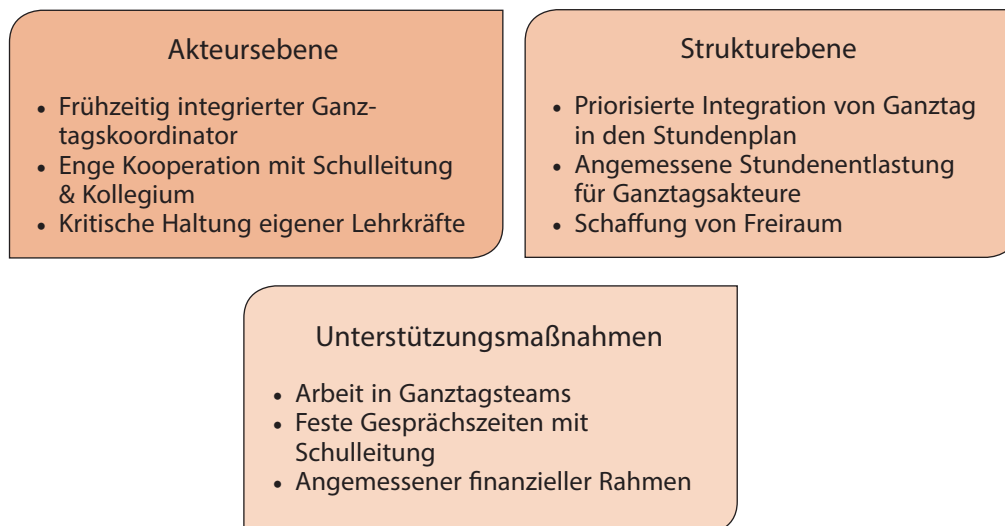 Akteursebene
• Frühzeitig integrierter Ganz-
tagskoordinator
• Enge Kooperation mit Schulleitung
& Kollegium
• Kritische Haltung eigener Lehrkräfte
Strukturebene
• Priorisierte Integration von Ganztag
in den Stundenplan
• Angemessene Stundenentlastung
für Ganztagsakteure
• Schaffung von Freiraum
Unterstützungsmaßnahmen
• Arbeit in Ganztagsteams
• Feste Gesprächszeiten mit
Schulleitung
• Angemessener finanzieller Rahmen